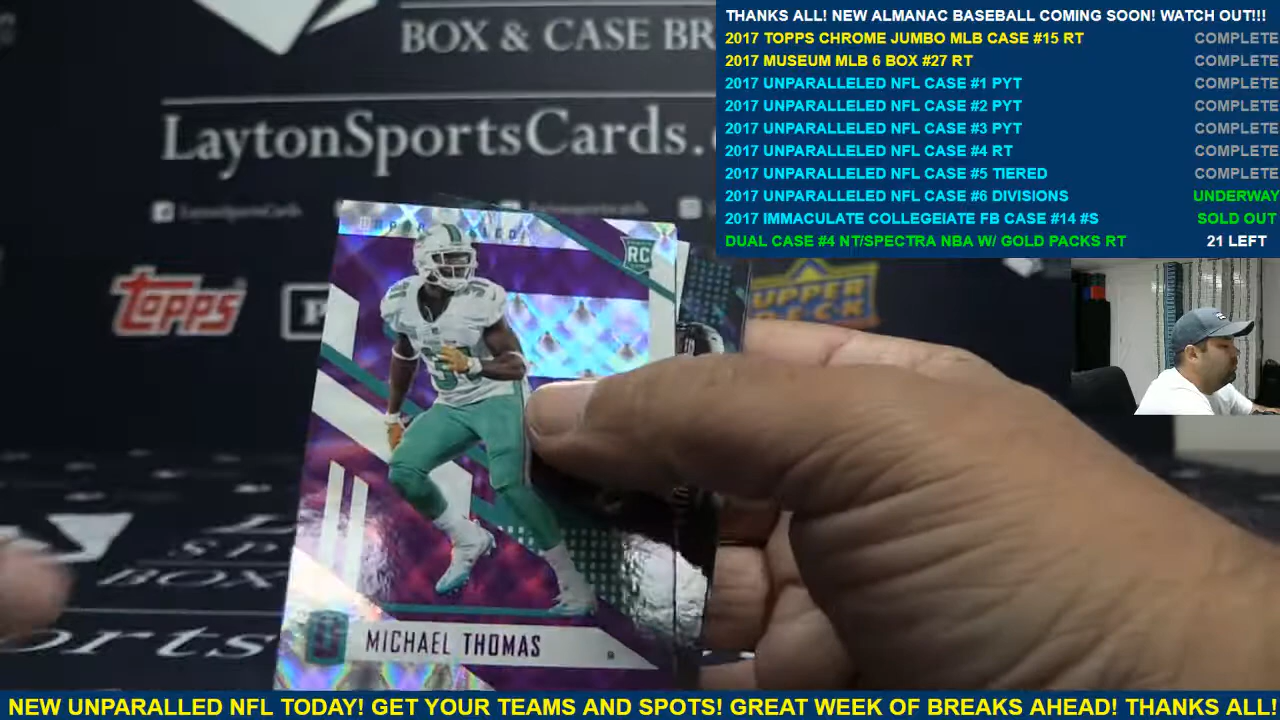 THANKS ALL! NEW ALMANAC BASEBALL COMING SOON! WATCH OUT!!!
2017 TOPPS CHROME JUMBO MLB CASE #15 RT COMPLETE
2017 MUSEUM MLB 6 BOX #27 RT COMPLETE
2017 UNPARALLELED NFL CASE #1 PYT COMPLETE
2017 UNPARALLELED NFL CASE #2 PYT COMPLETE
2017 UNPARALLELED NFL CASE #3 PYT COMPLETE
2017 UNPARALLELED NFL CASE #4 RT COMPLETE
2017 UNPARALLELED NFL CASE #5 TIERED COMPLETE
2017 UNPARALLELED NFL CASE #6 DIVISIONS UNDERWAY
2017 IMMACULATE COLLEGEIATE FB CASE #14 #S SOLD OUT
DUAL CASE #4 NT/SPECTRA NBA W/ GOLD PACKS RT 21 LEFT
BOX & CASE BR
LaytonSportsCards.
LaytonSportsCards
RC
31
TOPPS
P
UPPER DECK
BOX
orts
U MICHAEL THOMAS
NEW UNPARALLED NFL TODAY! GET YOUR TEAMS AND SPOTS! GREAT WEEK OF BREAKS AHEAD! THANKS ALL!